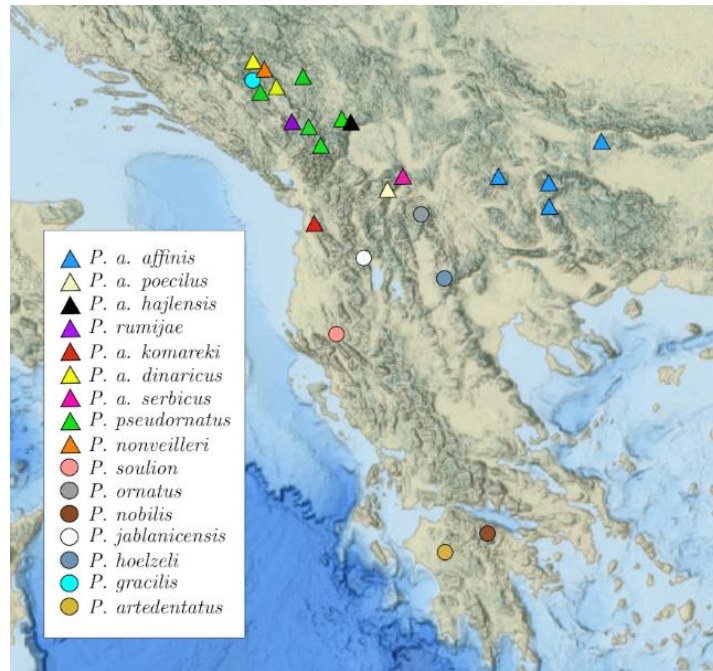 P. a. affinis
P. a. poecilus
P. a. hajlensis
P. rumijae
P. a. komareki
P. a. dinaricus
P. a. serbicus
P. pseudornatus
P. nonveilleri
P. soulion
P. ornatus
P. nobilis
P. jablanicensis
P. hoelzeli
P. gracilis
P. artedentatus